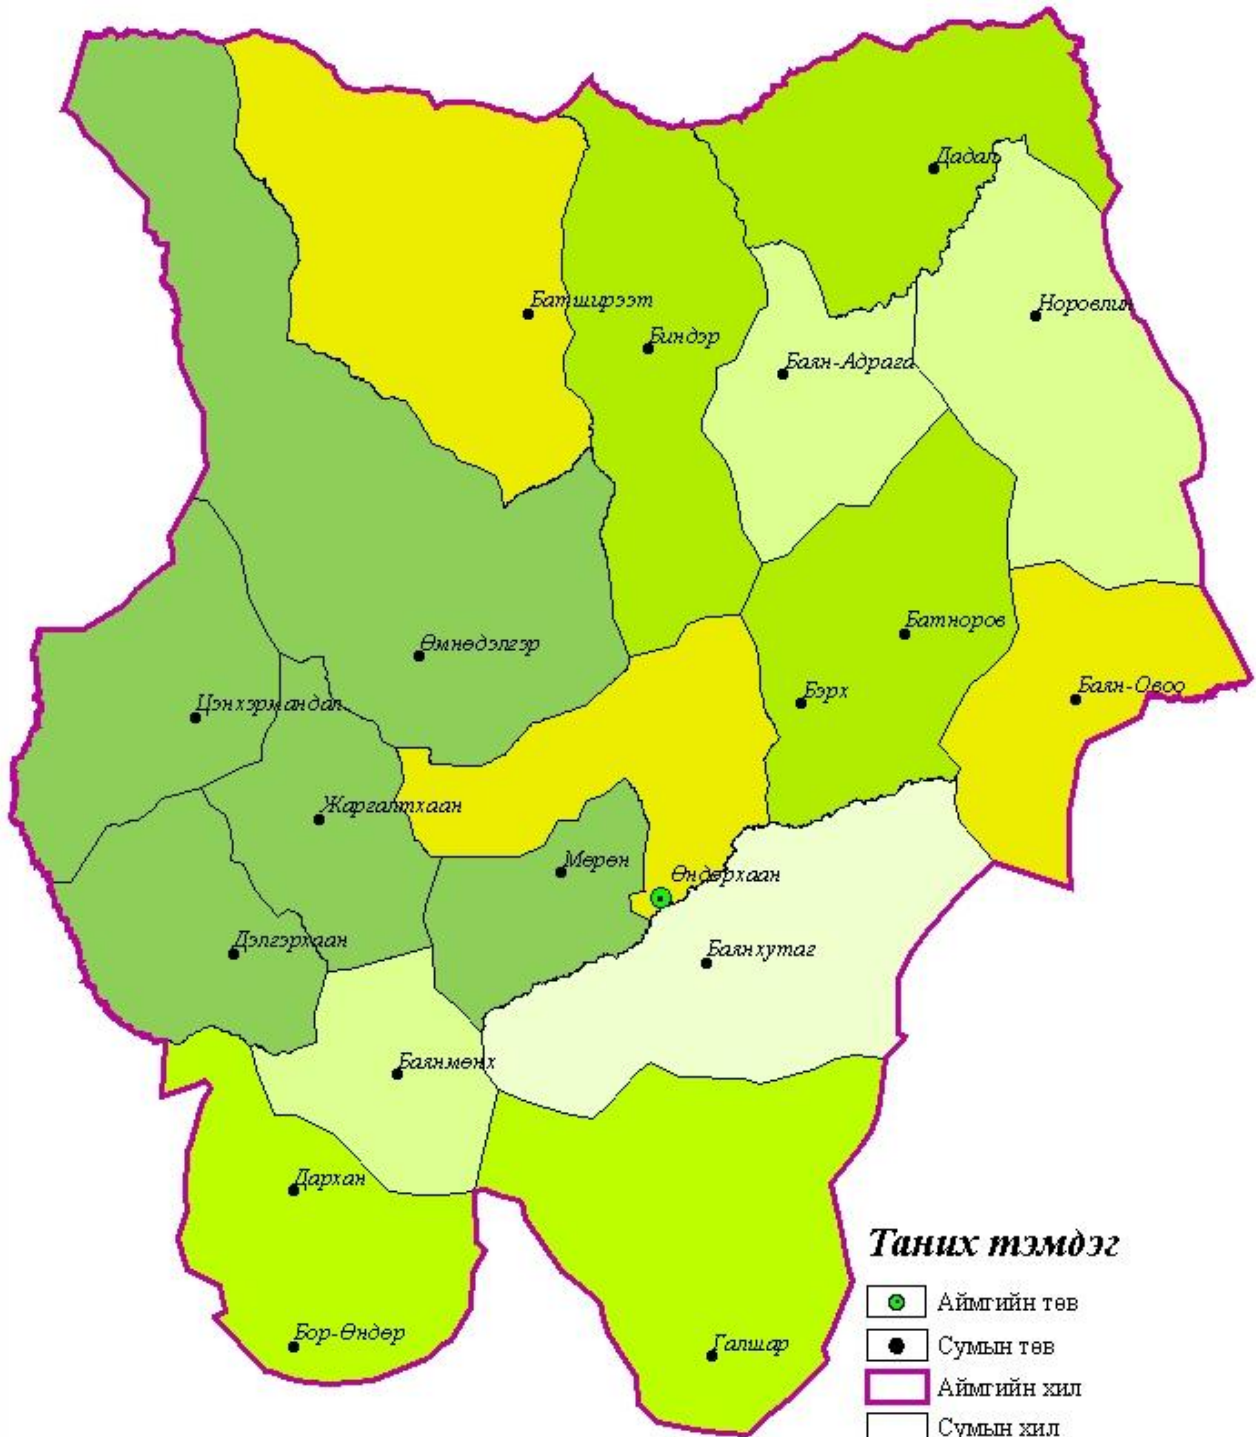 Дадал
Батширээт
Норовлин
Биндэр
Баян-Адрага
Батноров
Өмнөдэлгэр
Баян-Овоо
Бэрх
Цэнхэрмандал
Жаргалтхаан
Мөрөн
Өндөрхаан
Дэлгэрхаан
Баянхутаг
Баянмөнх
Дархан
Бор-Өндөр
Галшар
Таних тэмдэг
Аймгийн төв
Сумын төв
Аймгийн хил
Сумын хил